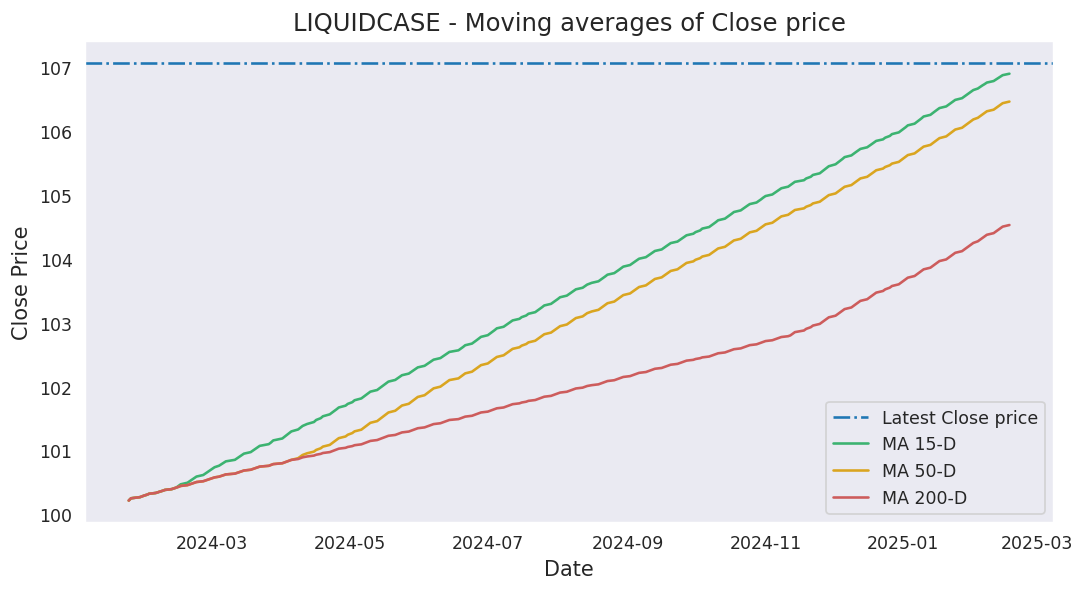 LIQUIDCASE - Moving averages of Close price
Close Price
107
106
105
104
103
102
101
100
2024-03 2024-05 2024-07 2024-09 2024-11 2025-01 2025-03
Date
Latest Close price
MA 15-D
MA 50-D
MA 200-D